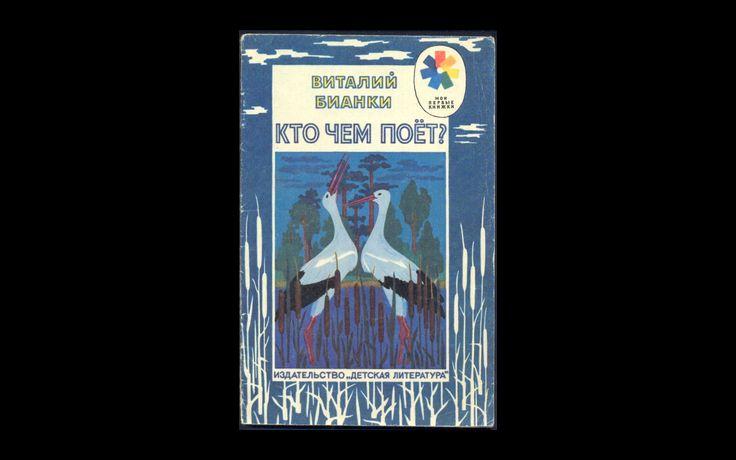 ВИТАЛИЙ
БИАНКИ
МОИ
ПЕРВЫЕ
КНИЖКИ
КТО ЧЕМ ПОЁТ?
ИЗДАТЕЛЬСТВО „ДЕТСКАЯ ЛИТЕРАТУРА"